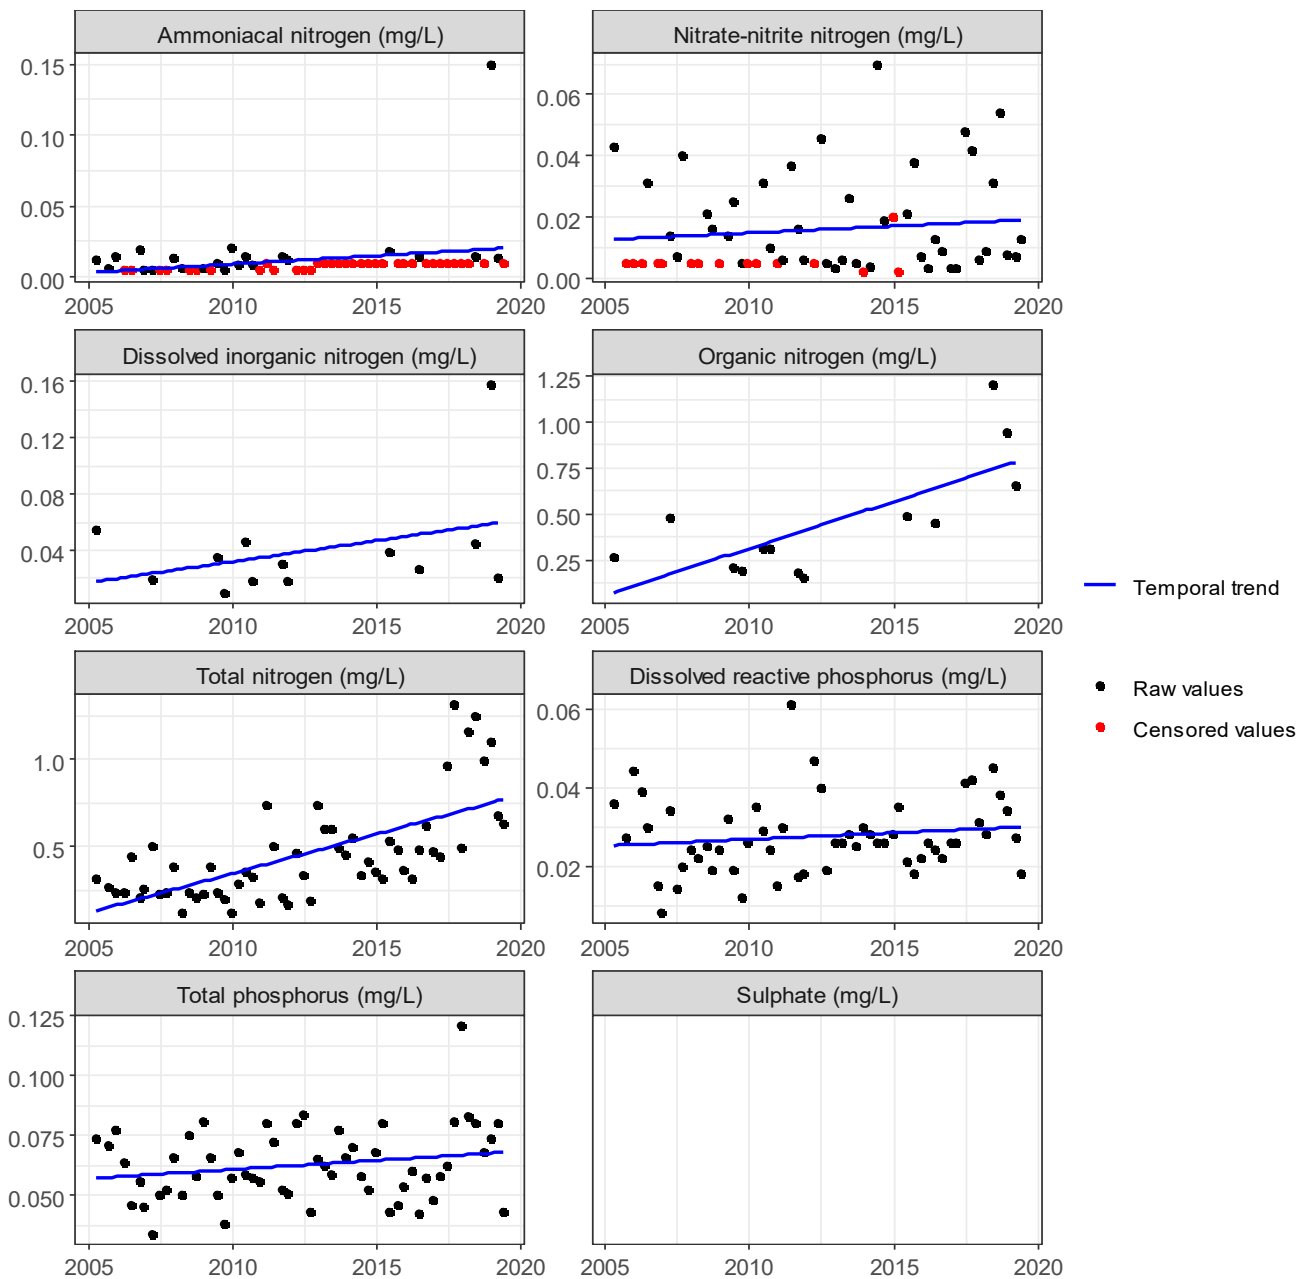 Ammoniacal nitrogen (mg/L)
0.15
0.10
0.05
0.00
2005 2010 2015 2020
Nitrate-nitrite nitrogen (mg/L)
0.06
0.04
0.02
0.00
2005 2010 2015 2020
Dissolved inorganic nitrogen (mg/L)
0.16
0.12
0.08
0.04
2005 2010 2015 2020
Organic nitrogen (mg/L)
1.25
1.00
0.75
0.50
0.25
2005 2010 2015 2020
Total nitrogen (mg/L)
1.0
0.5
2005 2010 2015 2020
Dissolved reactive phosphorus (mg/L)
0.06
0.04
0.02
2005 2010 2015 2020
Total phosphorus (mg/L)
0.125
0.100
0.075
0.050
2005 2010 2015 2020
Sulphate (mg/L)
2005 2010 2015 2020
Temporal trend
Raw values
Censored values